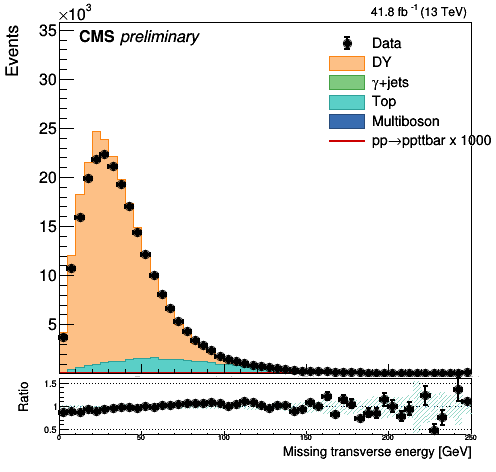 ×10³
41.8 fb⁻¹ (13 TeV)
CMS preliminary
Events
35
30
25
20
15
10
5
Data
DY
γ+jets
Top
Multiboson
pp→ppttbar x 1000
Ratio
1.5
1
0.5
0 50 100 150 200 250
Missing transverse energy [GeV]